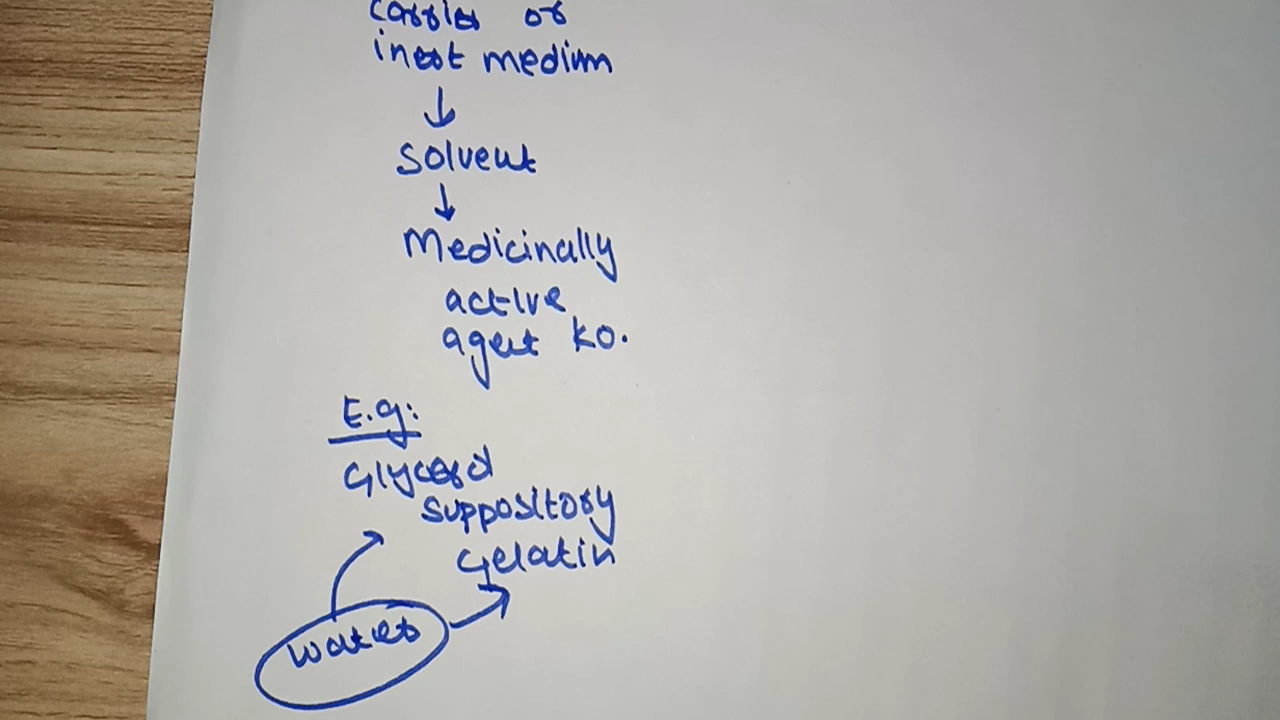 carrier or
inert medium
↓
Solvent
↓
Medicinally
active
agent ko.
E.g:
Glycerol
suppository
gelatin
water